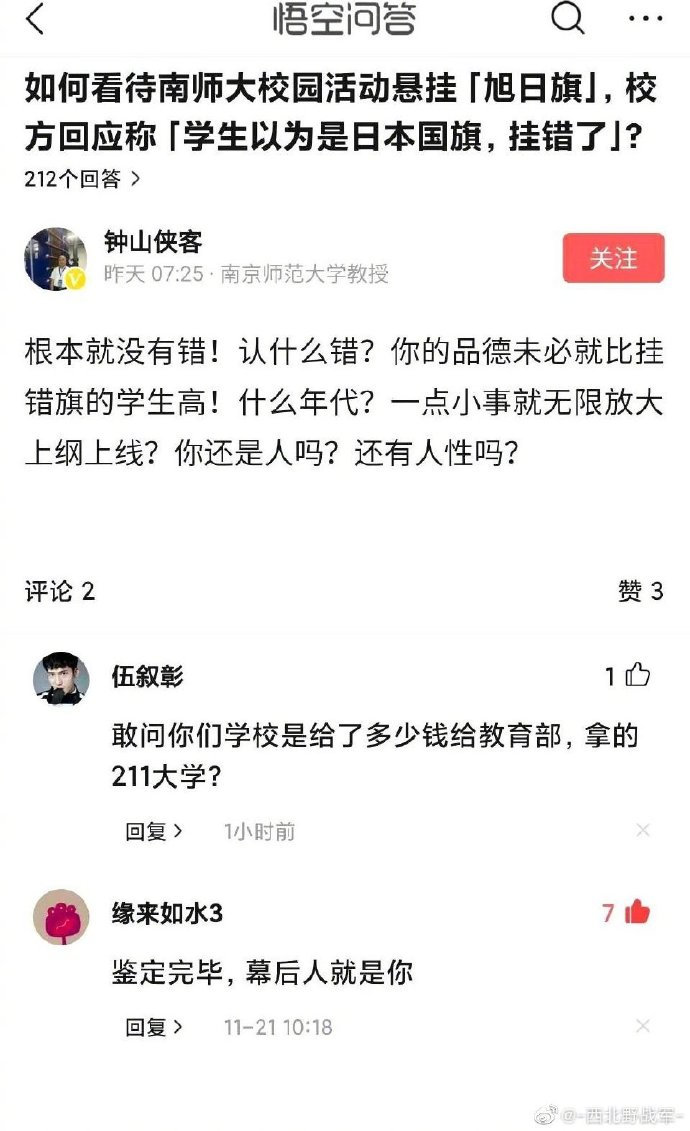 悟空问答
如何看待南师大校园活动悬挂「旭日旗」，校
方回应称「学生以为是日本国旗，挂错了」？
212个回答 >
钟山侠客
昨天 07:25 · 南京师范大学教授
关注
根本就没有错！认什么错？你的品德未必就比挂
错旗的学生高！什么年代？一点小事就无限放大
上纲上线？你还是人吗？还有人性吗？
评论 2
赞 3
伍叙彰
1
敢问你们学校是给了多少钱给教育部，拿的
211大学？
回复 >
1小时前
缘来如水3
7
鉴定完毕，幕后人就是你
回复 >
11-21 10:18
@-西北野战军-